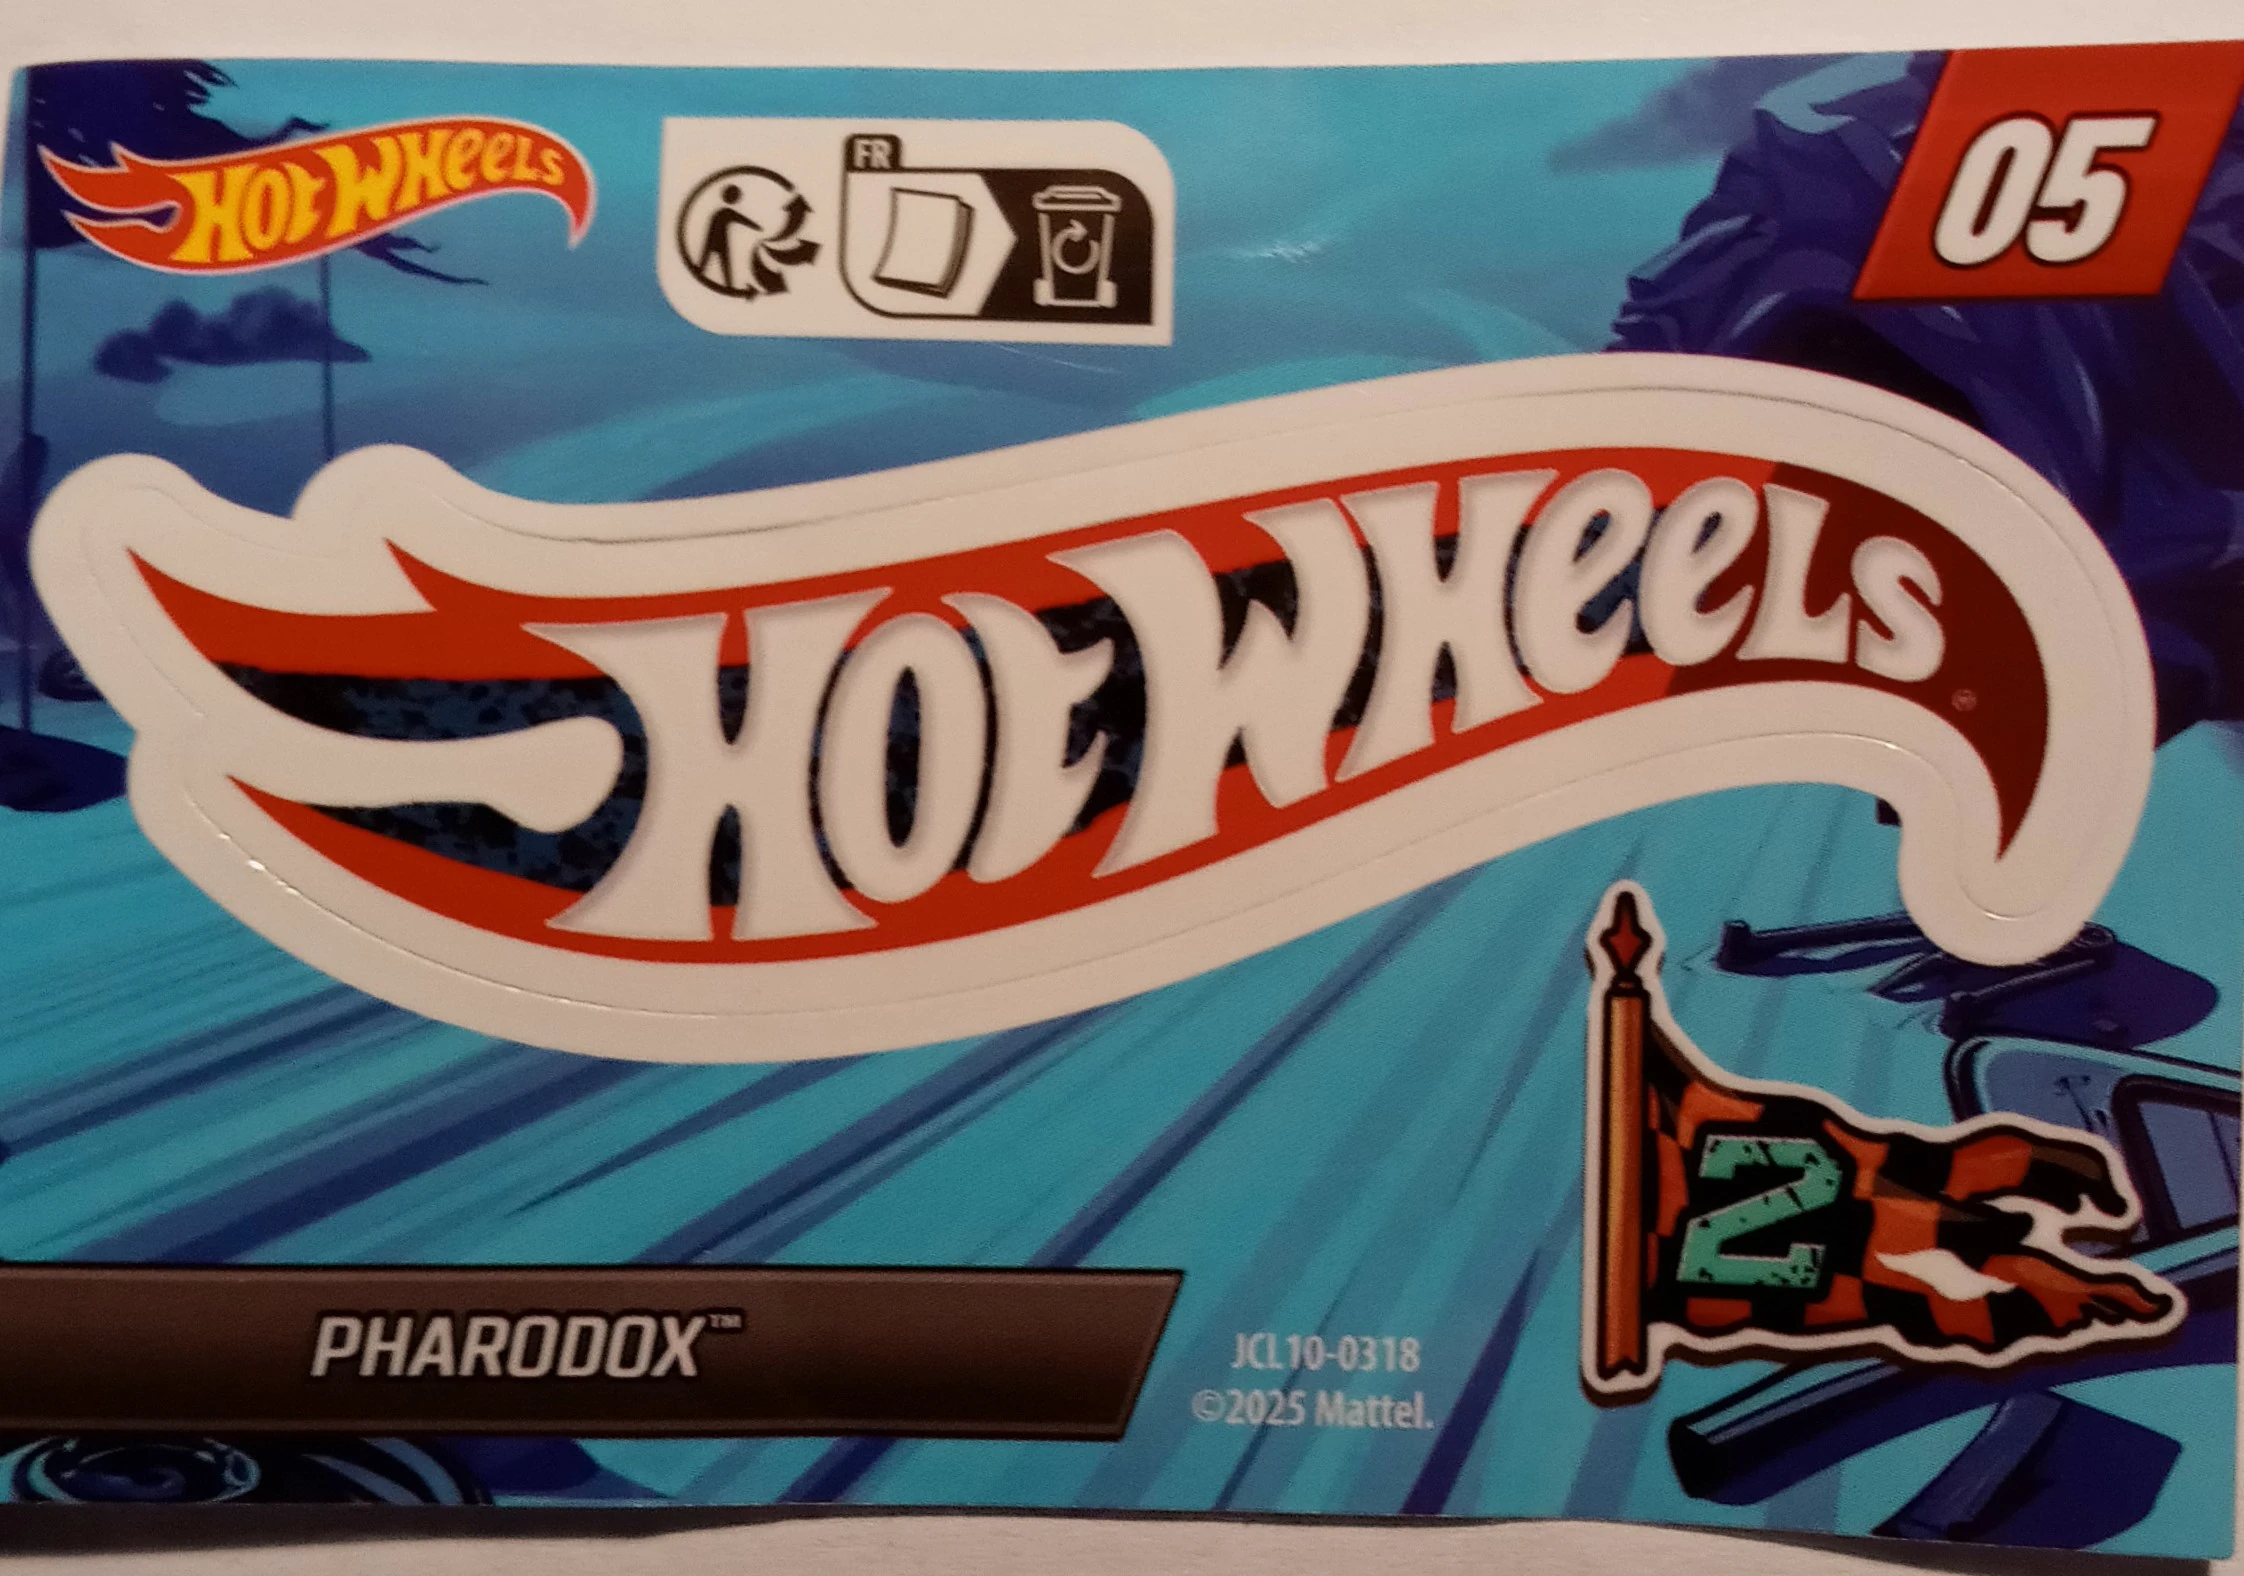 HOT WHEELS
FR
05
HOT WHEELS®
2
PHARODOX™
JCL10-0318
©2025 Mattel.